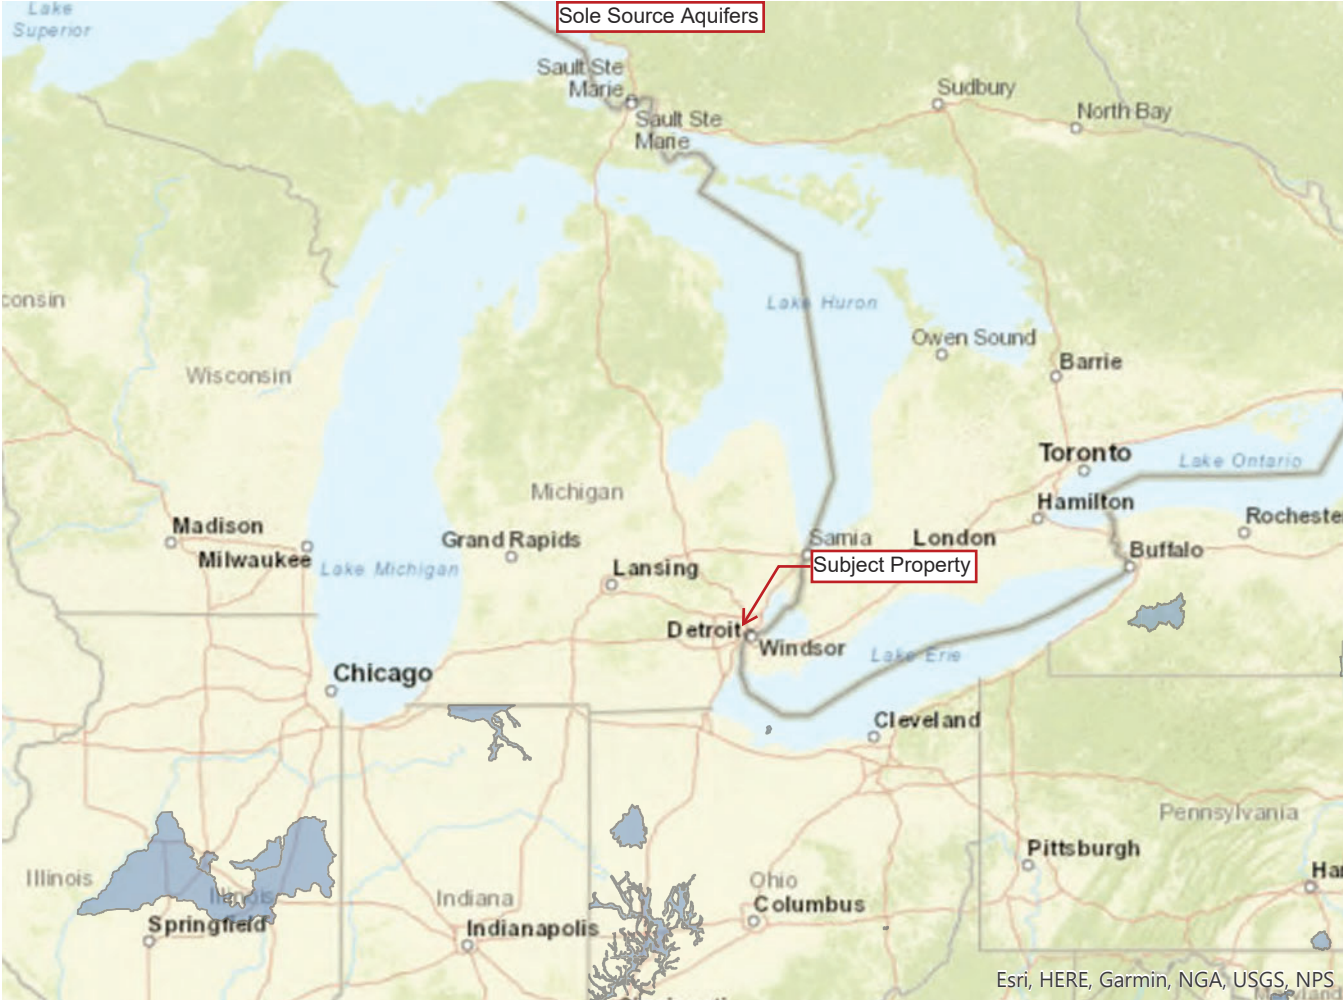 Sole Source Aquifers
Lake
Superior
Sault Ste
Marie
Sault Ste
Marie
Sudbury
North Bay
consin
Lake Huron
Owen Sound
Wisconsin
Barrie
Toronto
Lake Ontario
Michigan
Hamilton
Madison
Milwaukee
Grand Rapids
Lake Michigan
Lansing
Sarnia
London
Rochester
Buffalo
Subject Property
Detroit
Windsor
Lake Erie
Chicago
Cleveland
Pennsylvania
Pittsburgh
Illinois
Illinois
Springfield
Indiana
Indianapolis
Ohio
Columbus
Ha
Esri, HERE, Garmin, NGA, USGS, NPS